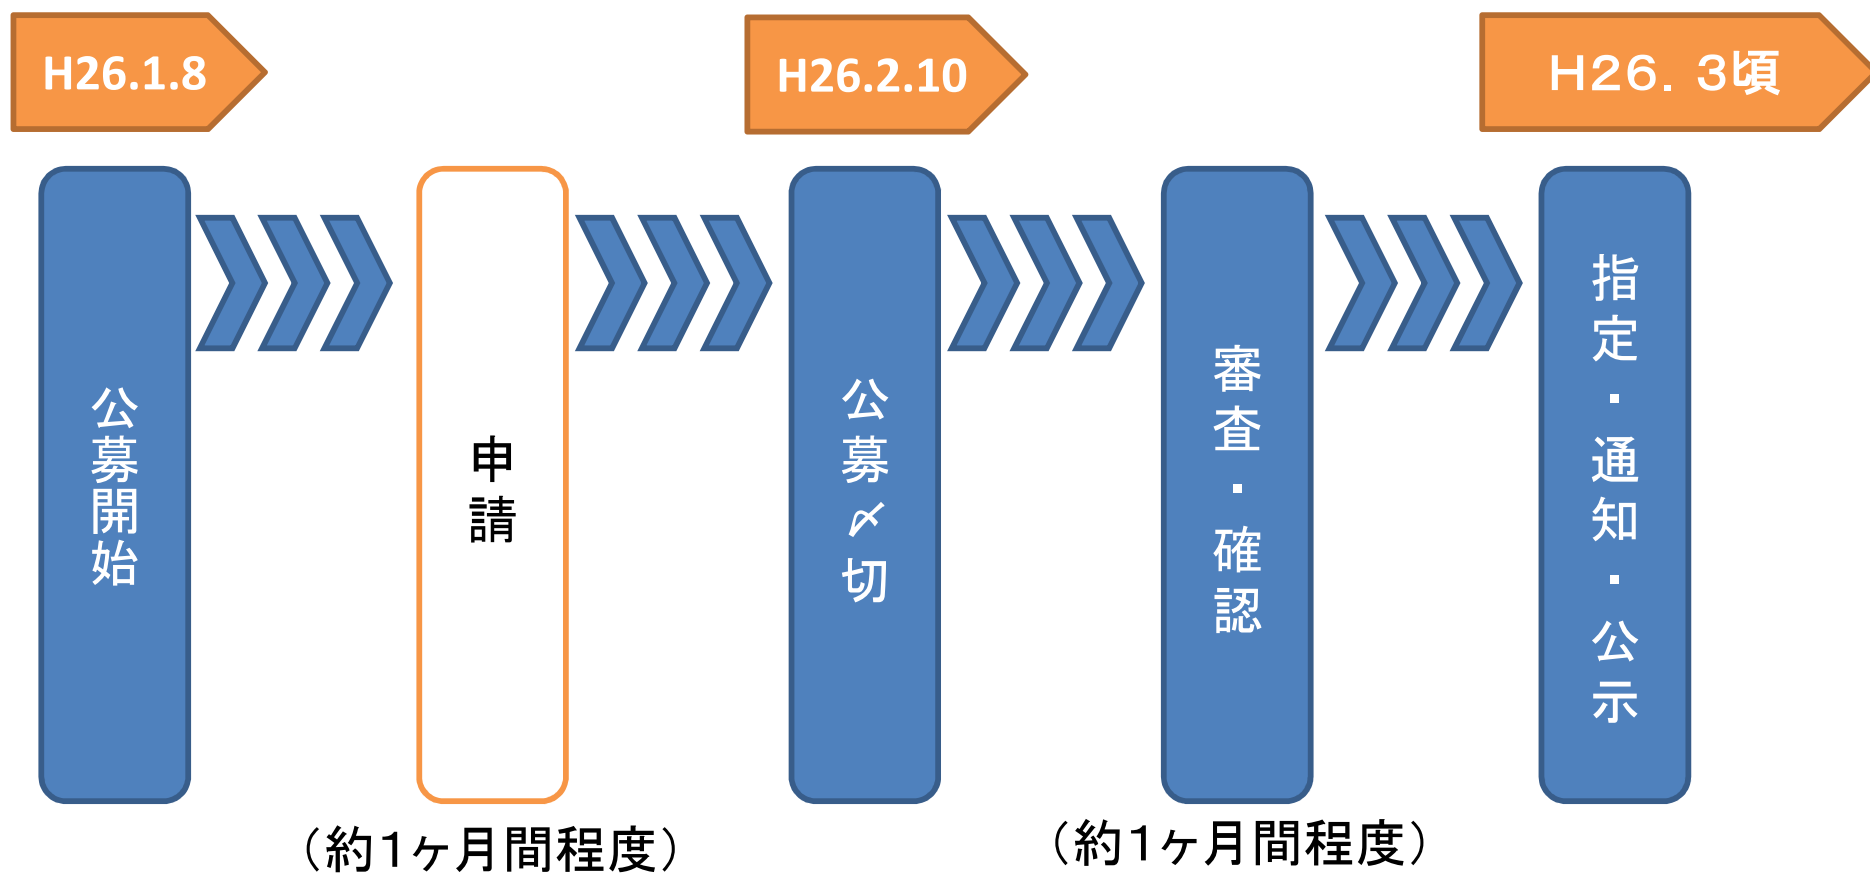 H26.1.8
H26.2.10
H26．3頃
公募開始
申請
公募〆切
審査・確認
指定・通知・公示
（約1ヶ月間程度）
（約1ヶ月間程度）